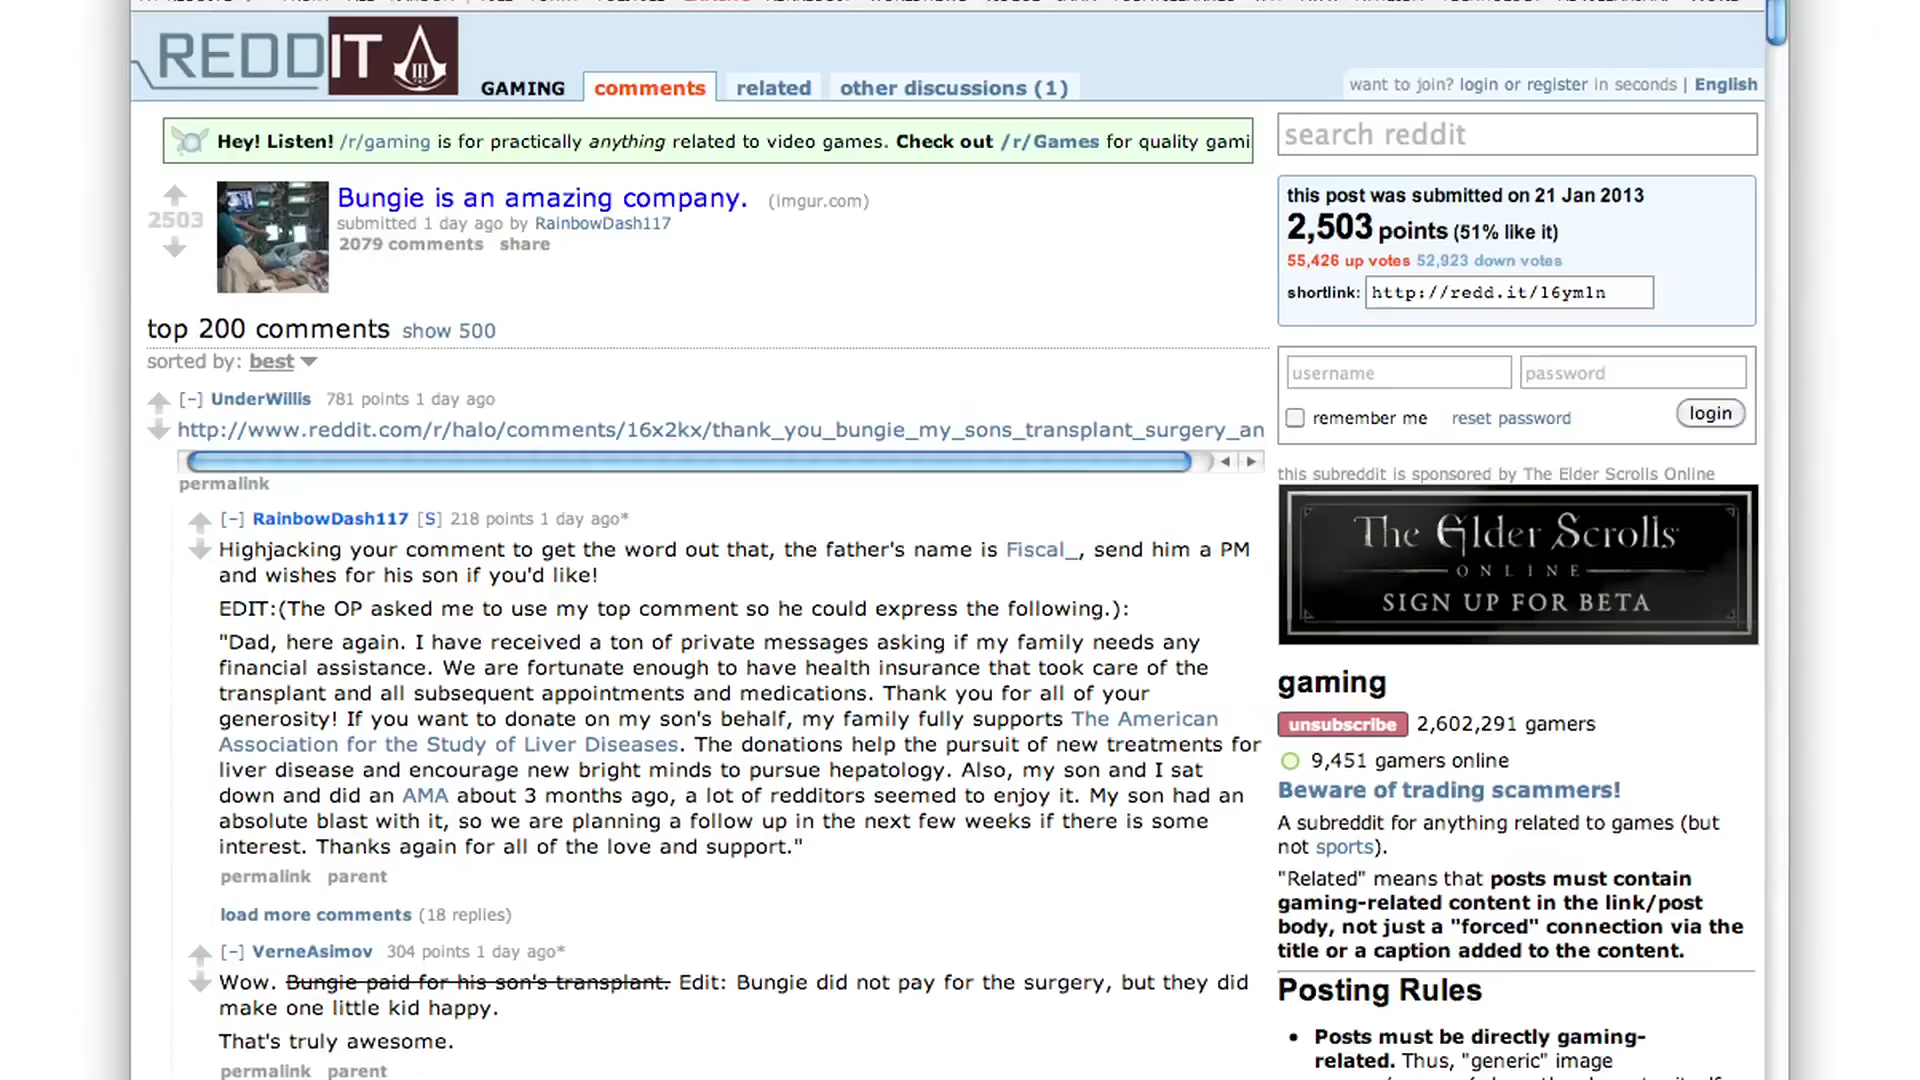 REDDIT
GAMING comments related other discussions (1)
want to join? login or register in seconds | English
Hey! Listen! /r/gaming is for practically anything related to video games. Check out /r/Games for quality gami
search reddit
2503
Bungie is an amazing company. (imgur.com)
submitted 1 day ago by RainbowDash117
2079 comments share
this post was submitted on 21 Jan 2013
2,503 points (51% like it)
55,426 up votes 52,923 down votes
shortlink: http://redd.it/16ym1n
top 200 comments show 500
sorted by: best
username password
remember me reset password login
[-] UnderWillis 781 points 1 day ago
http://www.reddit.com/r/halo/comments/16x2kx/thank_you_bungie_my_sons_transplant_surgery_an
permalink
[-] RainbowDash117 [S] 218 points 1 day ago*
Highjacking your comment to get the word out that, the father's name is Fiscal_, send him a PM
and wishes for his son if you'd like!
EDIT:(The OP asked me to use my top comment so he could express the following.):
"Dad, here again. I have received a ton of private messages asking if my family needs any
financial assistance. We are fortunate enough to have health insurance that took care of the
transplant and all subsequent appointments and medications. Thank you for all of your
generosity! If you want to donate on my son's behalf, my family fully supports The American
Association for the Study of Liver Diseases. The donations help the pursuit of new treatments for
liver disease and encourage new bright minds to pursue hepatology. Also, my son and I sat
down and did an AMA about 3 months ago, a lot of redditors seemed to enjoy it. My son had an
absolute blast with it, so we are planning a follow up in the next few weeks if there is some
interest. Thanks again for all of the love and support."
permalink parent
load more comments (18 replies)
[-] VerneAsimov 304 points 1 day ago*
Wow. Bungie paid for his son's transplant. Edit: Bungie did not pay for the surgery, but they did
make one little kid happy.
That's truly awesome.
permalink parent
this subreddit is sponsored by The Elder Scrolls Online
The Elder Scrolls
ONLINE
SIGN UP FOR BETA
gaming
unsubscribe 2,602,291 gamers
9,451 gamers online
Beware of trading scammers!
A subreddit for anything related to games (but
not sports).
"Related" means that posts must contain
gaming-related content in the link/post
body, not just a "forced" connection via the
title or a caption added to the content.
Posting Rules
• Posts must be directly gaming-
related. Thus, "generic" image